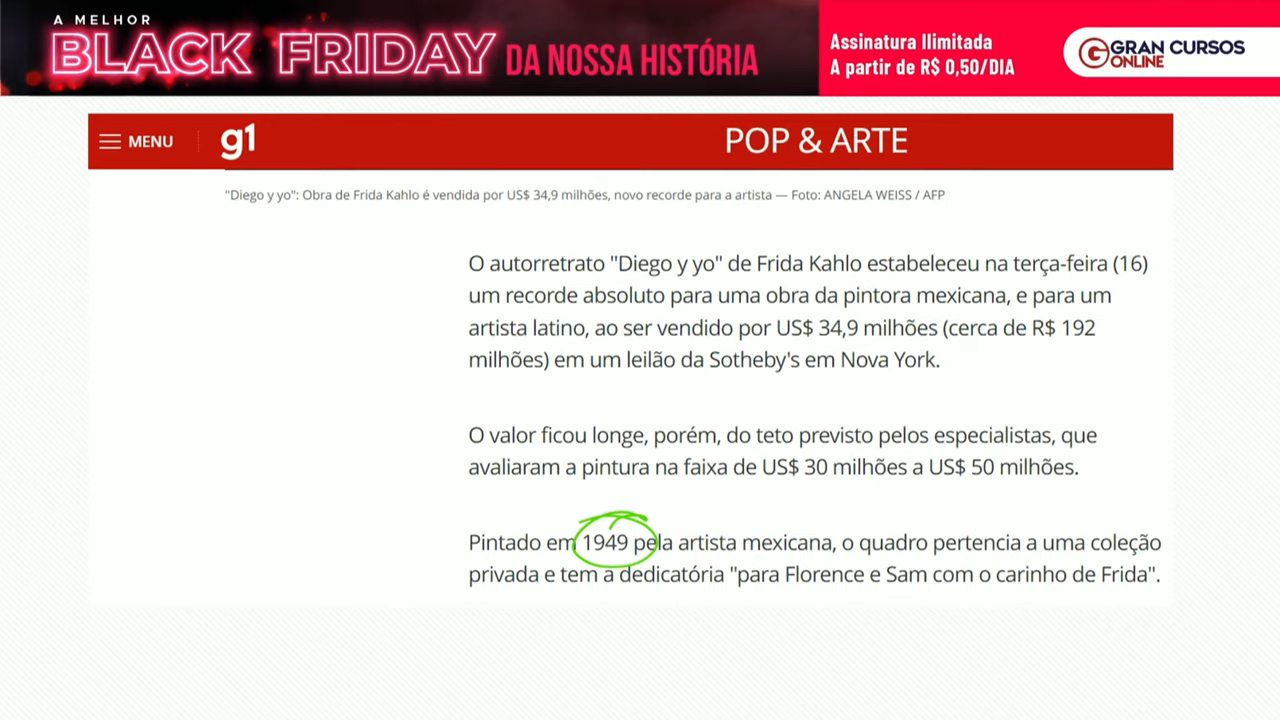 A MELHOR
BLACK FRIDAY DA NOSSA HISTÓRIA
Assinatura Ilimitada
A partir de R$ 0,50/DIA
GRAN CURSOS
ONLINE
MENU
g1
POP & ARTE
"Diego y yo": Obra de Frida Kahlo é vendida por US$ 34,9 milhões, novo recorde para a artista — Foto: ANGELA WEISS / AFP
O autorretrato "Diego y yo" de Frida Kahlo estabeleceu na terça-feira (16)
um recorde absoluto para uma obra da pintora mexicana, e para um
artista latino, ao ser vendido por US$ 34,9 milhões (cerca de R$ 192
milhões) em um leilão da Sotheby's em Nova York.
O valor ficou longe, porém, do teto previsto pelos especialistas, que
avaliaram a pintura na faixa de US$ 30 milhões a US$ 50 milhões.
Pintado em 1949 pela artista mexicana, o quadro pertencia a uma coleção
privada e tem a dedicatória "para Florence e Sam com o carinho de Frida".